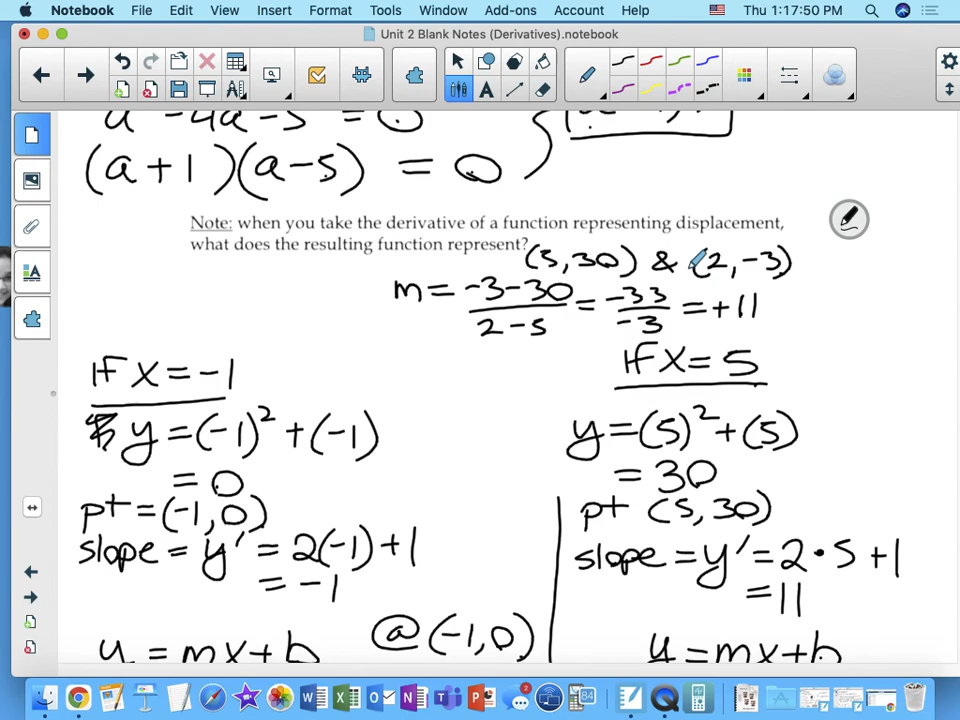 Notebook File Edit View Insert Format Tools Window Add-ons Account Help Thu 1:17:50 PM
Unit 2 Blank Notes (Derivatives).notebook
(a+1)(a-5) = 0
Note: when you take the derivative of a function representing displacement,
what does the resulting function represent?
(5,30) & (2,-3)
m = -3-30/2-5 = -33/-3 = +11
If x = -1
y = (-1)² + (-1)
= 0
pt = (-1,0)
slope = y' = 2(-1)+1
= -1
@ (-1,0)
y = mx+b
If x = 5
y = (5)² + (5)
= 30
pt (5,30)
slope = y' = 2•5 +1
= 11
y = mx+b